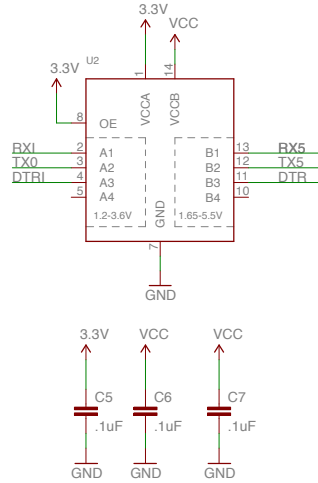 3.3V
VCC
U2
3.3V
1
14
VCCA
VCCB
8
OE
RXI
2
A1
B1
13
RX5
TX0
3
A2
B2
12
TX5
DTRI
4
A3
B3
11
DTR
5
A4
B4
10
1.2-3.6V
GND
1.65-5.5V
7
GND
3.3V
VCC
VCC
C5
C6
C7
.1uF
.1uF
.1uF
GND
GND
GND